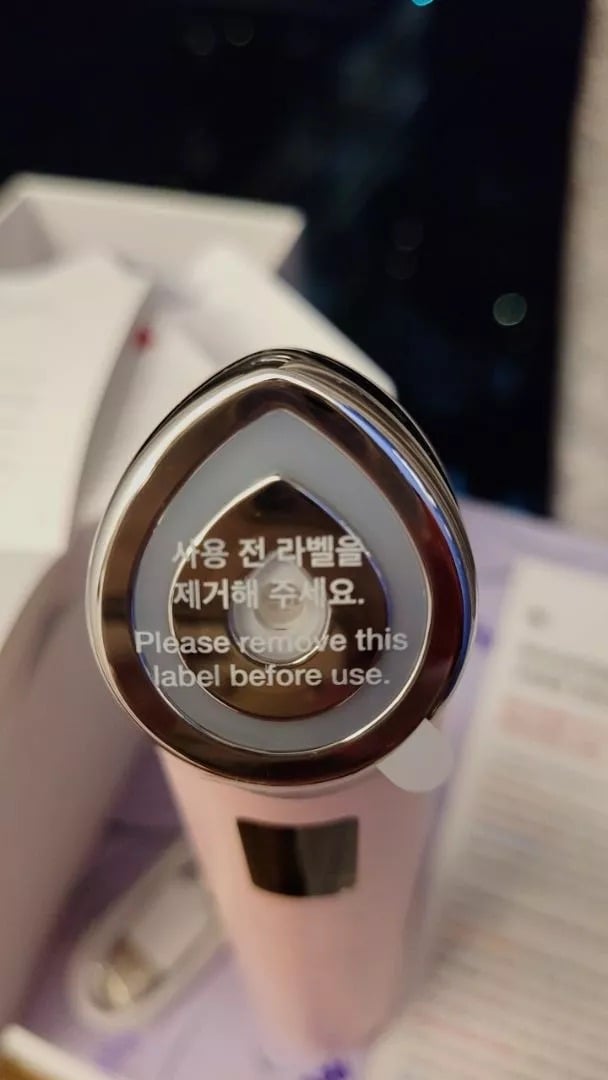 사용 전 라벨을
제거해 주세요.
Please remove this
label before use.